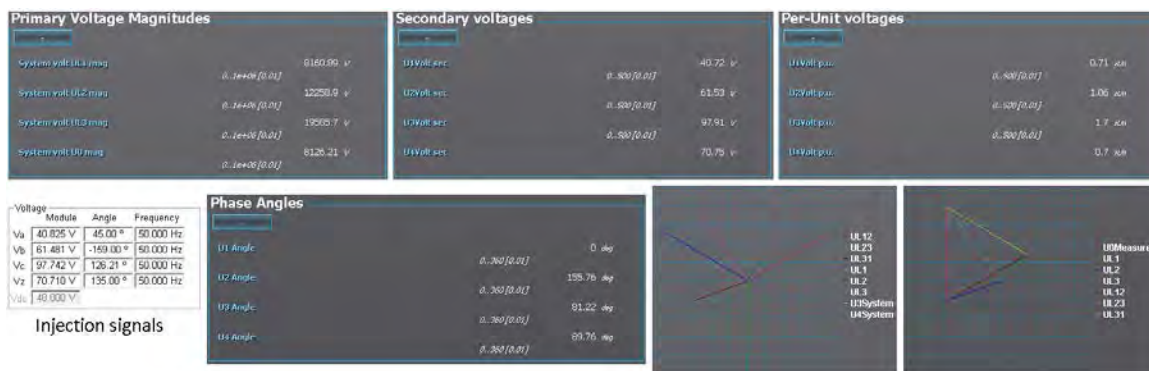 Primary Voltage Magnitudes
System volt UL1 mag 8160.99 V
0..1e+06 [0.01]
System volt UL2 mag 12258.9 V
0..1e+06 [0.01]
System volt UL3 mag 19505.7 V
0..1e+06 [0.01]
System volt U0 mag 8126.21 V
0..1e+06 [0.01]
Secondary voltages
U1Volt sec 40.72 V
0..500 [0.01]
U2Volt sec 61.53 V
0..500 [0.01]
U3Volt sec 97.91 V
0..500 [0.01]
U4Volt sec 70.75 V
Per-Unit voltages
U1Volt p.u. 0.71 xUn
0..500 [0.01]
U2Volt p.u. 1.06 xUn
0..500 [0.01]
U3Volt p.u. 1.7 xUn
0..500 [0.01]
U4Volt p.u. 0.7 xUn
Voltage
Module Angle Frequency
Va 40.825 V 45.00 º 50.000 Hz
Vb 61.481 V -159.00 º 50.000 Hz
Vc 97.742 V 126.21 º 50.000 Hz
Vz 70.710 V 135.00 º 50.000 Hz
Vdc 48.000 V
Injection signals
Phase Angles
U1 Angle 0 deg
0..360 [0.01]
U2 Angle 155.76 deg
0..360 [0.01]
U3 Angle 81.22 deg
0..360 [0.01]
U4 Angle 89.76 deg
0..360 [0.01]
UL12
UL23
UL31
UL1
UL2
UL3
U3System
U4System
U0Measure
UL1
UL2
UL3
UL12
UL23
UL31